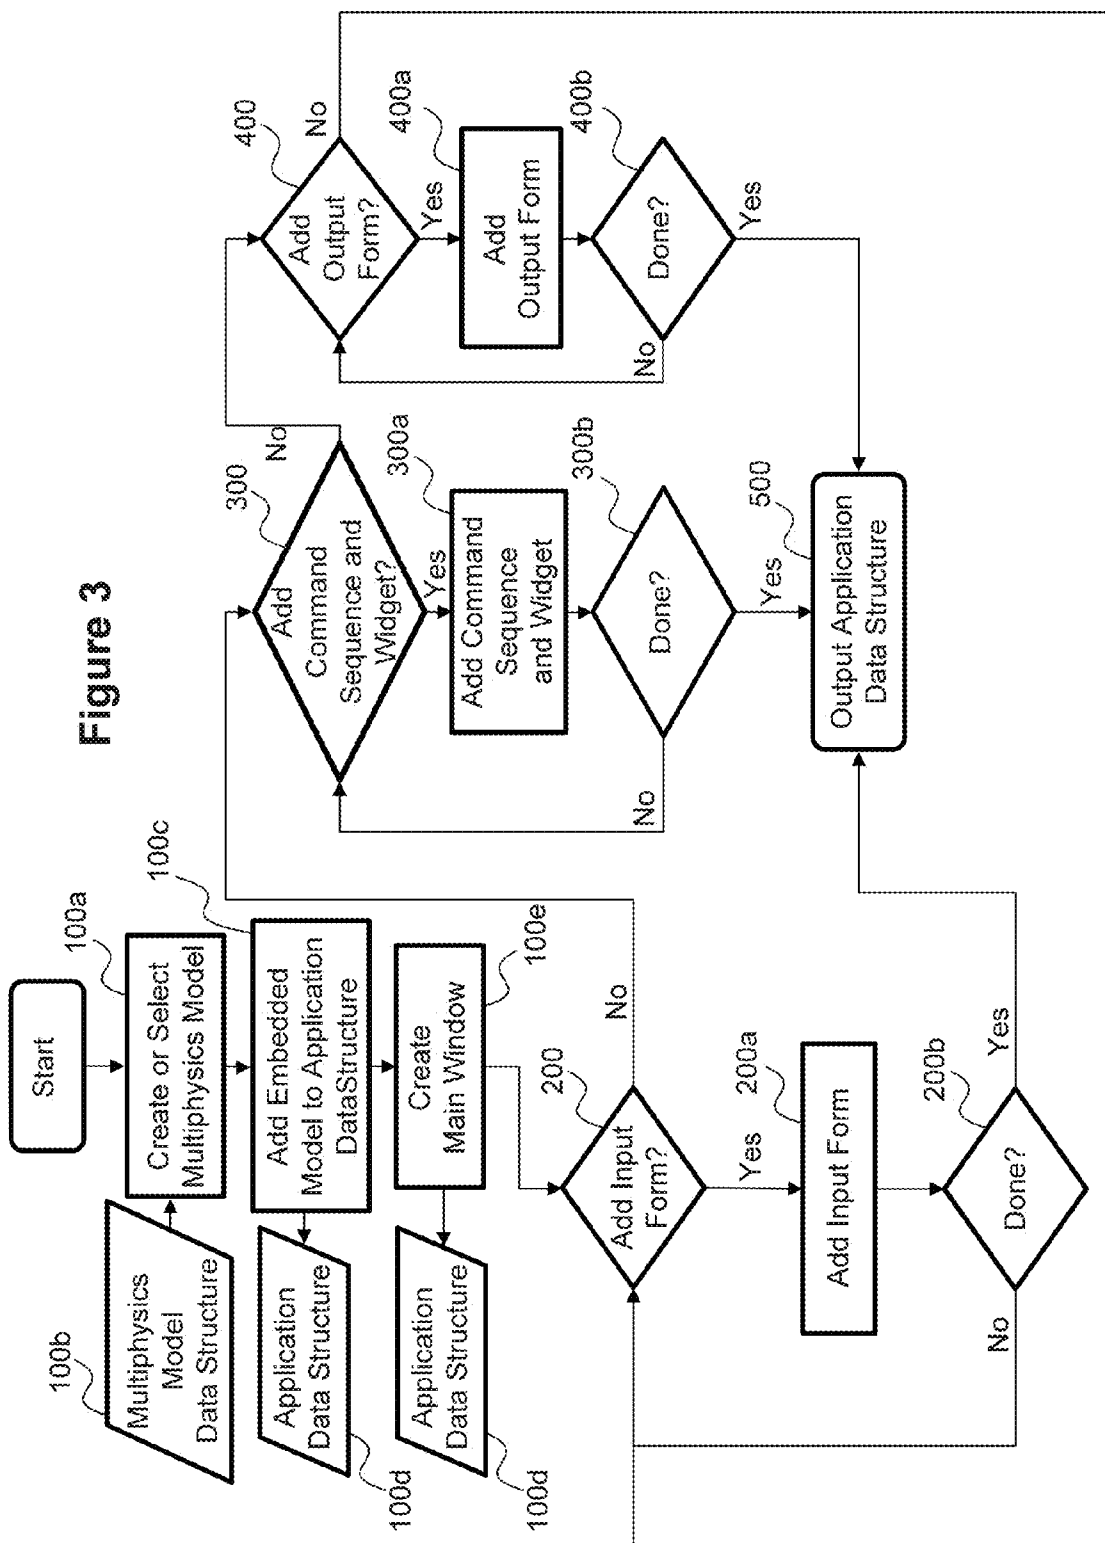 Figure 3
Start
100a
Create or Select
Multiphysics Model
100b
Multiphysics
Model
Data Structure
100c
Add Embedded
Model to Application
DataStructure
Application
Data Structure
100d
100e
Create
Main Window
Application
Data Structure
100d
200
Add Input
Form?
No
Yes
200a
Add Input Form
200b
Done?
No
Yes
300
Add
Command
Sequence and
Widget?
No
Yes
300a
Add Command
Sequence
and Widget
300b
Done?
No
Yes
400
Add
Output
Form?
No
Yes
400a
Add
Output Form
400b
Done?
No
Yes
500
Output Application
Data Structure